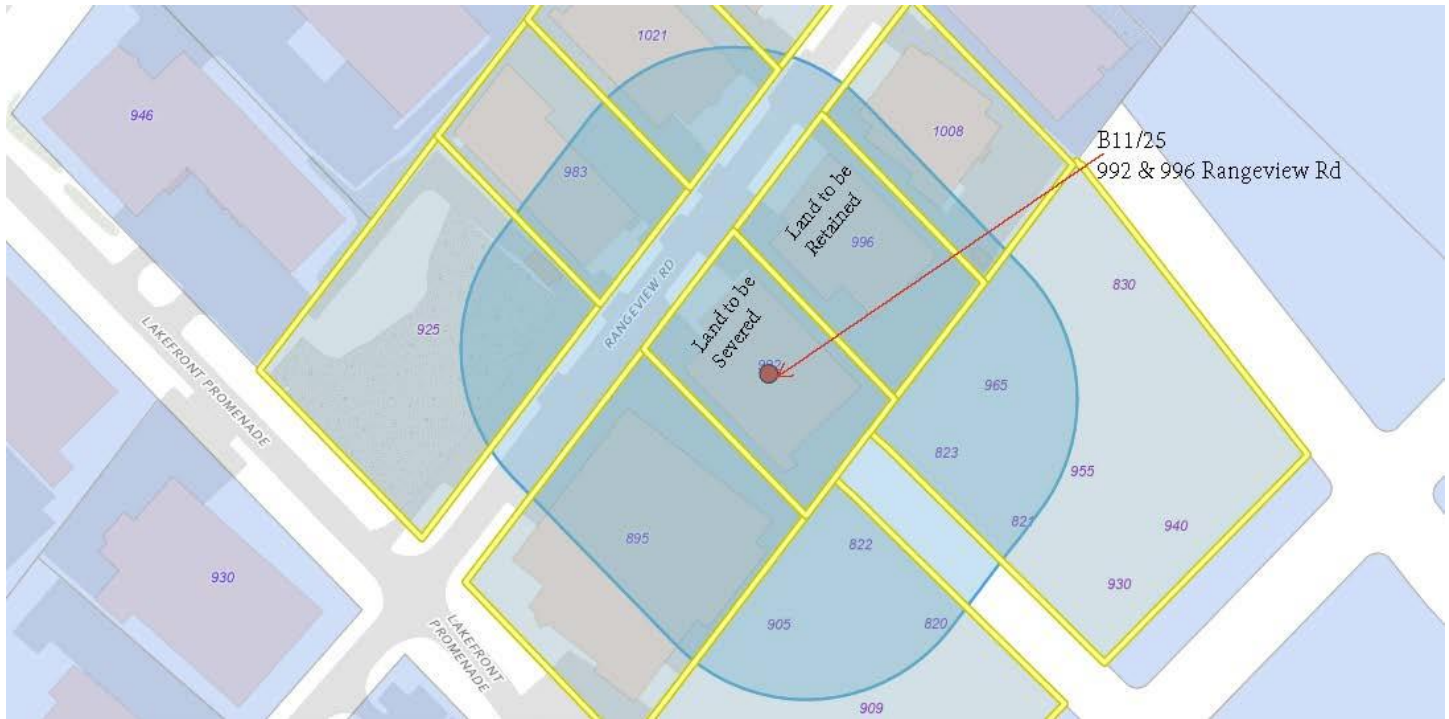 1021
946
1008
B11/25
992 & 996 Rangeview Rd
983
Land to be
Retained
996
830
RANGEVIEW RD
Land to be
Severed
925
992
965
LAKEFRONT PROMENADE
823
955
821
940
895
822
930
930
905
820
LAKEFRONT
PROMENADE
909